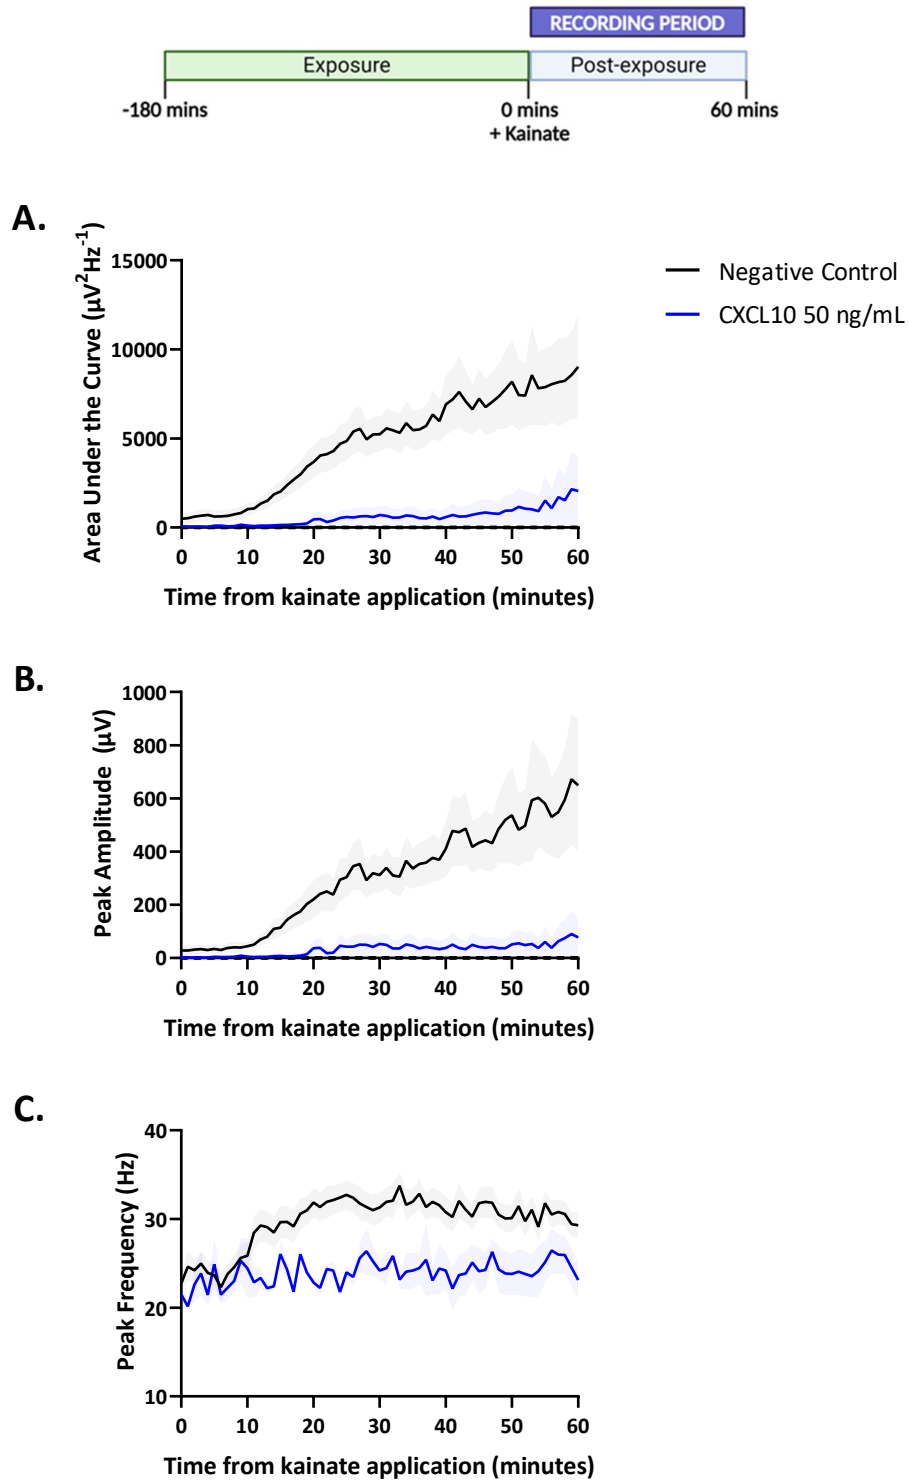 RECORDING PERIOD
Exposure
Post-exposure
-180 mins
0 mins
60 mins
+ Kainate
A.
Area Under the Curve (µV²Hz⁻¹)
15000
10000
5000
0
0 10 20 30 40 50 60
Time from kainate application (minutes)
Negative Control
CXCL10 50 ng/mL
B.
Peak Amplitude (µV)
1000
800
600
400
200
0
0 10 20 30 40 50 60
Time from kainate application (minutes)
C.
Peak Frequency (Hz)
40
30
20
10
0 10 20 30 40 50 60
Time from kainate application (minutes)